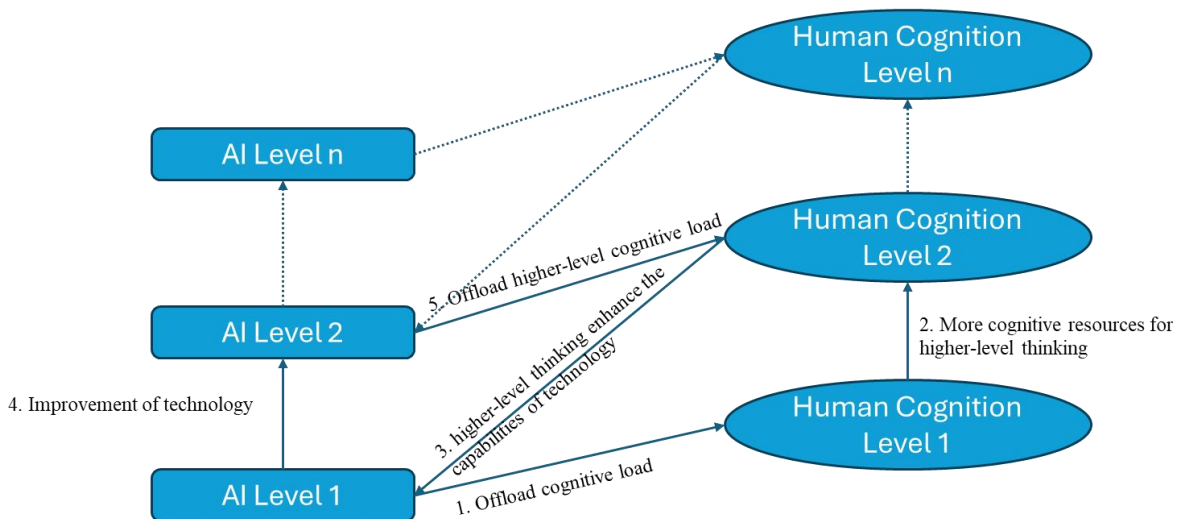 Human Cognition
Level n
AI Level n
Human Cognition
Level 2
5. Offload higher-level cognitive load
AI Level 2
2. More cognitive resources for
higher-level thinking
3. higher-level thinking enhance the
capabilities of technology
4. Improvement of technology
Human Cognition
Level 1
1. Offload cognitive load
AI Level 1